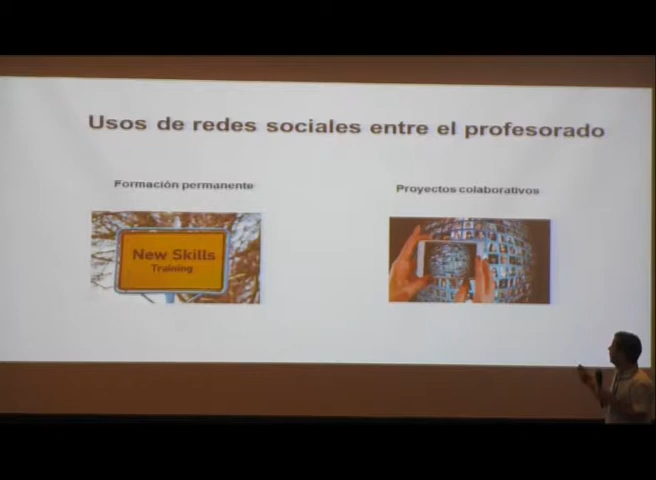 Usos de redes sociales entre el profesorado
Formación permanente
Proyectos colaborativos
New Skills
Training